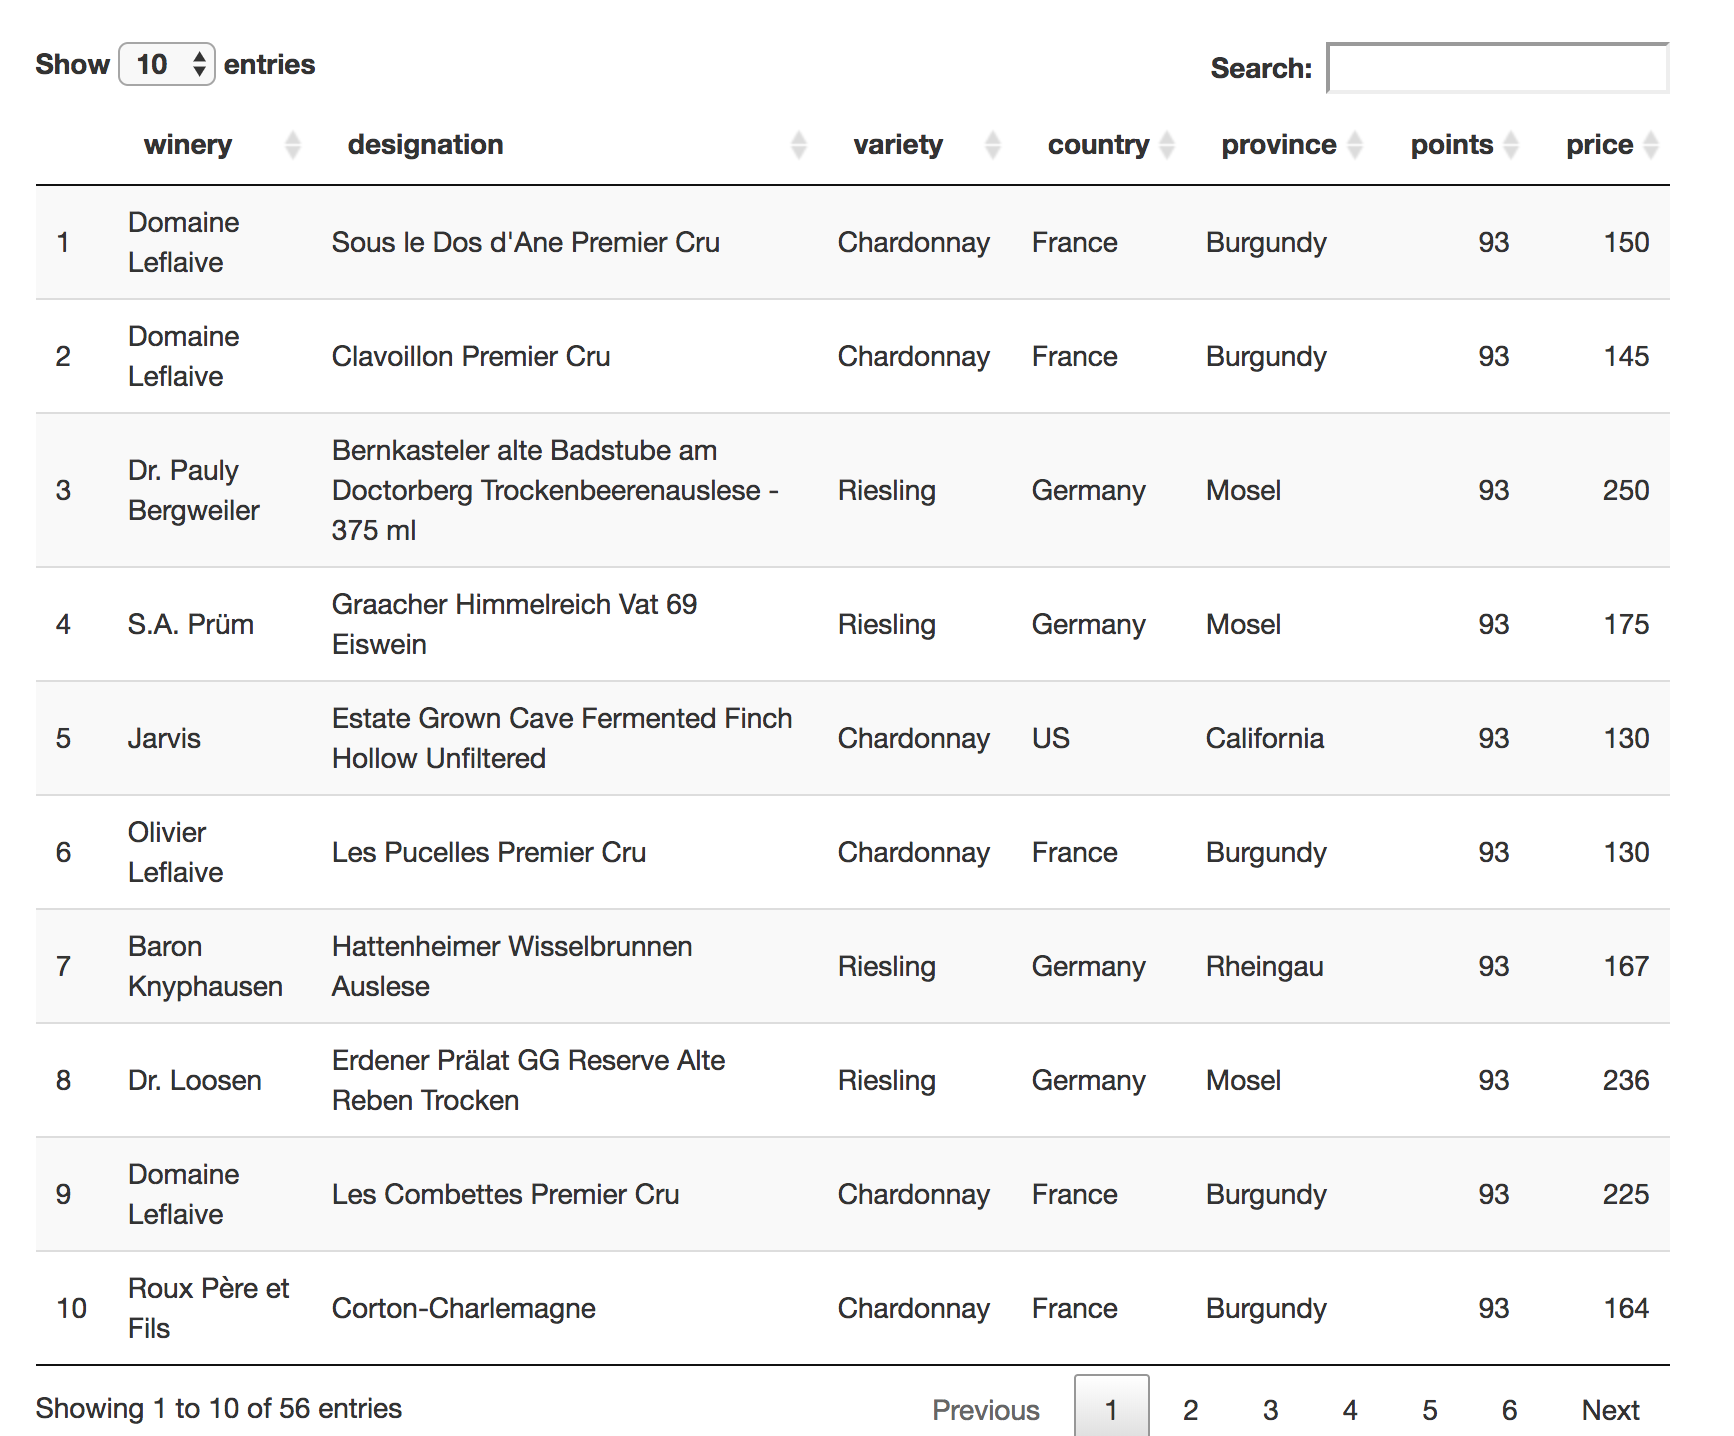 Show 10 entries
Search:
winery designation variety country province points price
1 Domaine Leflaive Sous le Dos d'Ane Premier Cru Chardonnay France Burgundy 93 150
2 Domaine Leflaive Clavoillon Premier Cru Chardonnay France Burgundy 93 145
3 Dr. Pauly Bergweiler Bernkasteler alte Badstube am Doctorberg Trockenbeerenauslese - 375 ml Riesling Germany Mosel 93 250
4 S.A. Prüm Graacher Himmelreich Vat 69 Eiswein Riesling Germany Mosel 93 175
5 Jarvis Estate Grown Cave Fermented Finch Hollow Unfiltered Chardonnay US California 93 130
6 Olivier Leflaive Les Pucelles Premier Cru Chardonnay France Burgundy 93 130
7 Baron Knyphausen Hattenheimer Wisselbrunnen Auslese Riesling Germany Rheingau 93 167
8 Dr. Loosen Erdener Prälat GG Reserve Alte Reben Trocken Riesling Germany Mosel 93 236
9 Domaine Leflaive Les Combettes Premier Cru Chardonnay France Burgundy 93 225
10 Roux Père et Fils Corton-Charlemagne Chardonnay France Burgundy 93 164
Showing 1 to 10 of 56 entries
Previous 1 2 3 4 5 6 Next